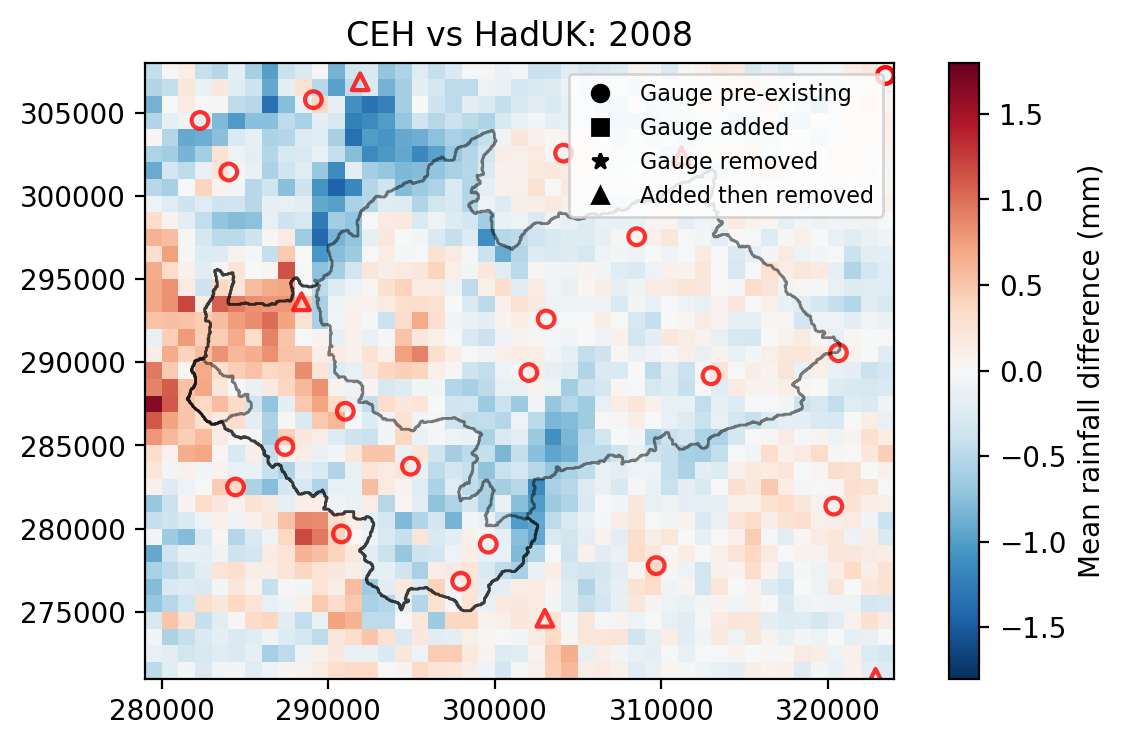 CEH vs HadUK: 2008
Gauge pre-existing
Gauge added
Gauge removed
Added then removed
305000
300000
295000
290000
285000
280000
275000
280000 290000 300000 310000 320000
1.5
1.0
0.5
0.0
−0.5
−1.0
−1.5
Mean rainfall difference (mm)